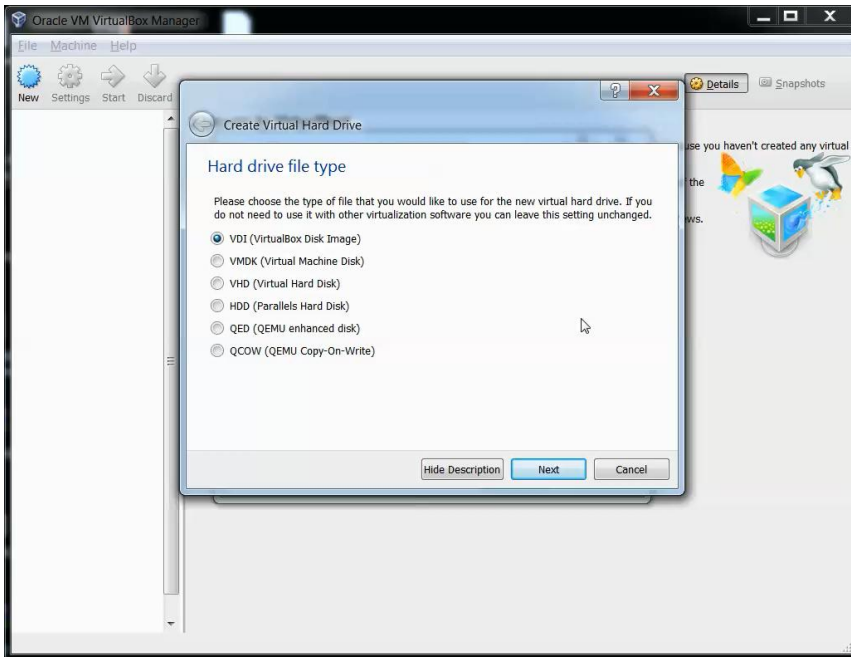 Oracle VM VirtualBox Manager
File Machine Help
New Settings Start Discard
Details Snapshots
Create Virtual Hard Drive
use you haven't created any virtual
the
ws.
Hard drive file type
Please choose the type of file that you would like to use for the new virtual hard drive. If you
do not need to use it with other virtualization software you can leave this setting unchanged.
VDI (VirtualBox Disk Image)
VMDK (Virtual Machine Disk)
VHD (Virtual Hard Disk)
HDD (Parallels Hard Disk)
QED (QEMU enhanced disk)
QCOW (QEMU Copy-On-Write)
Hide Description Next Cancel